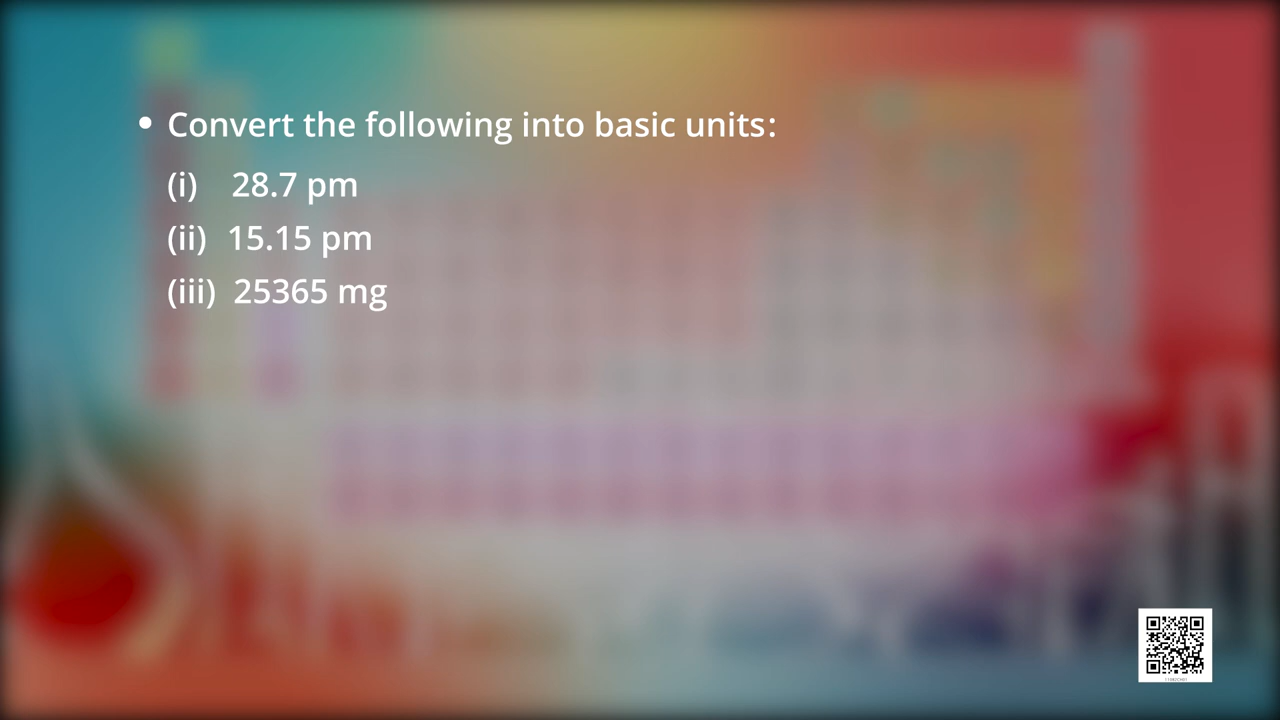 • Convert the following into basic units:
(i) 28.7 pm
(ii) 15.15 pm
(iii) 25365 mg